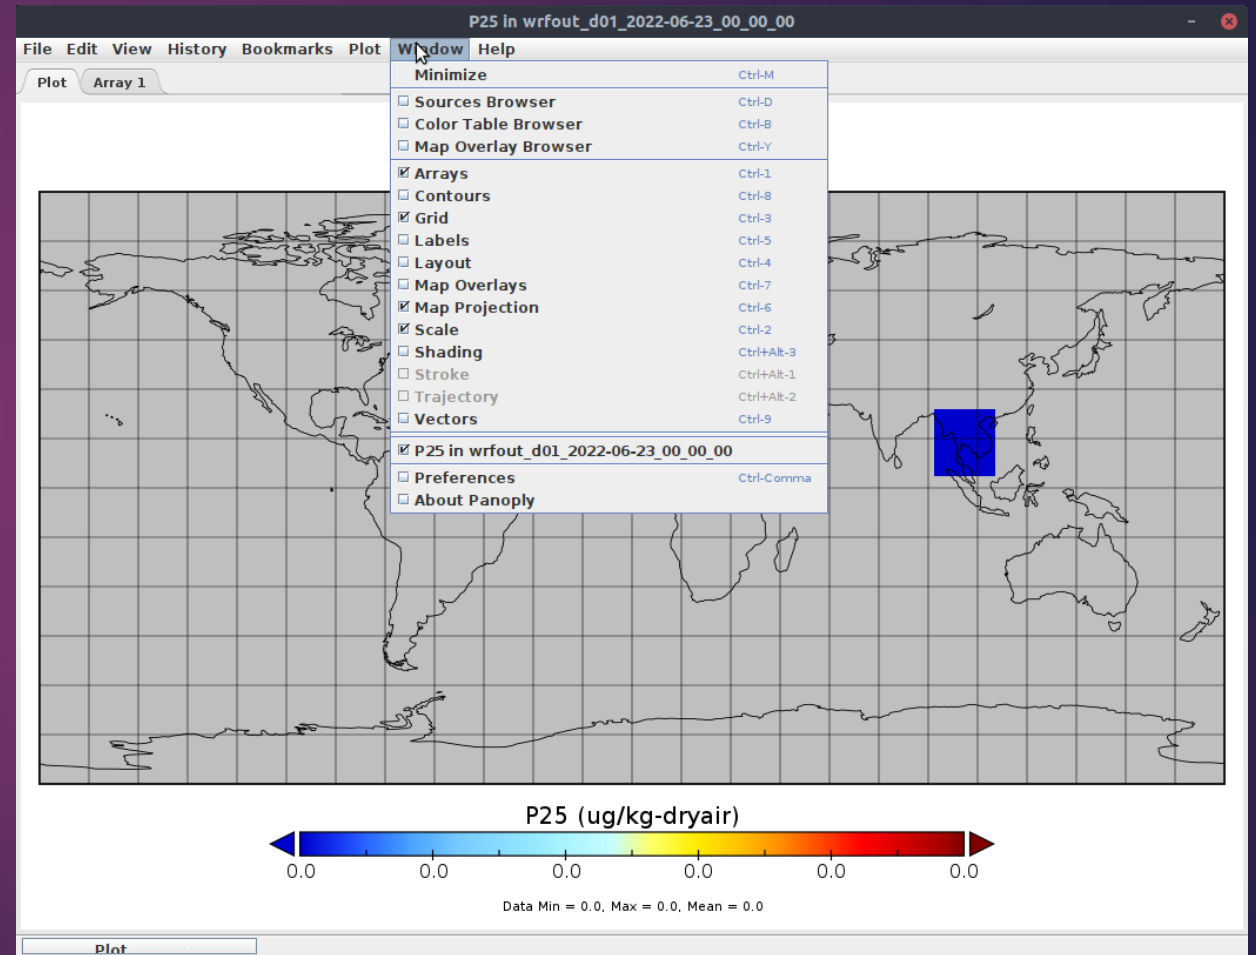 P25 in wrfout_d01_2022-06-23_00_00_00
File Edit View History Bookmarks Plot Window Help
Plot Array 1
Minimize Ctrl-M
Sources Browser Ctrl-D
Color Table Browser Ctrl-B
Map Overlay Browser Ctrl-Y
Arrays Ctrl-1
Contours Ctrl-8
Grid Ctrl-3
Labels Ctrl-5
Layout Ctrl-4
Map Overlays Ctrl-7
Map Projection Ctrl-6
Scale Ctrl-2
Shading Ctrl+Alt-3
Stroke Ctrl+Alt-1
Trajectory Ctrl+Alt-2
Vectors Ctrl-9
P25 in wrfout_d01_2022-06-23_00_00_00
Preferences Ctrl-Comma
About Panoply
P25 (ug/kg-dryair)
0.0 0.0 0.0 0.0 0.0 0.0
Data Min = 0.0, Max = 0.0, Mean = 0.0
Plot